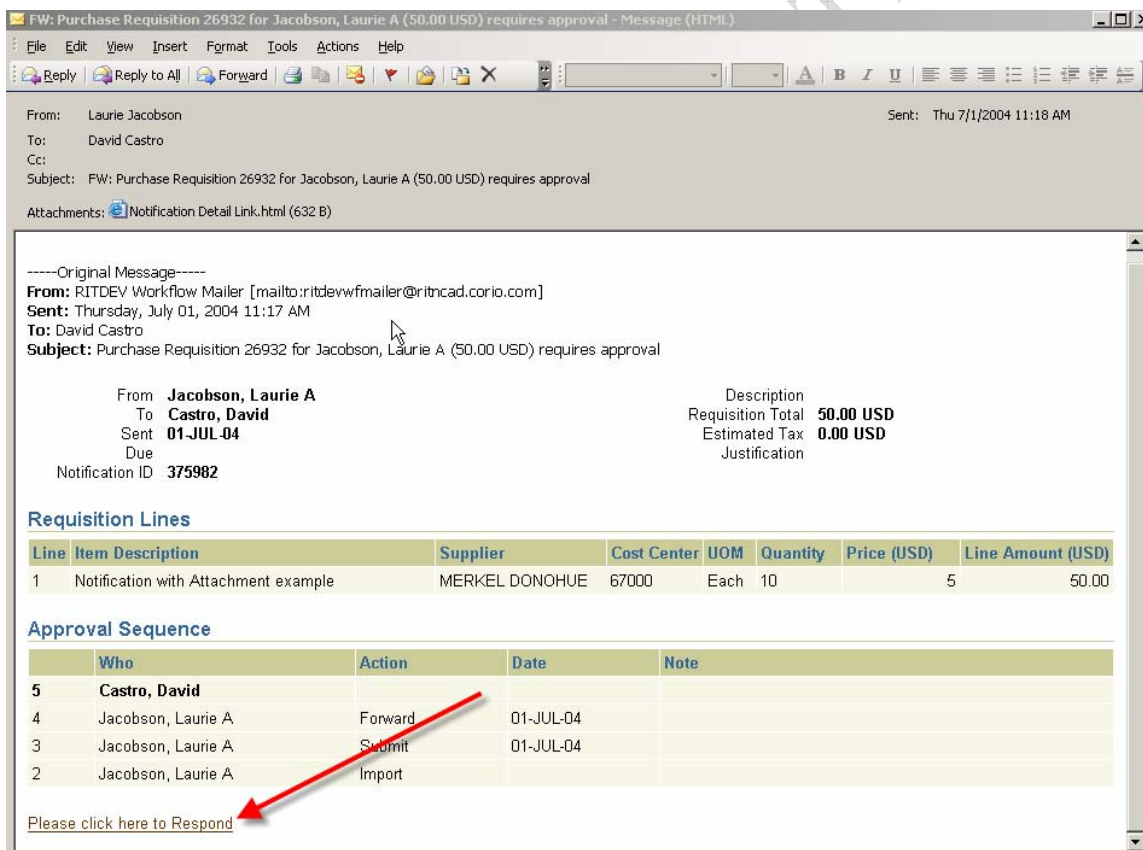 FW: Purchase Requisition 26932 for Jacobson, Laurie A (50.00 USD) requires approval - Message (HTML)
File Edit View Insert Format Tools Actions Help
Reply Reply to All Forward A B I U
From: Laurie Jacobson Sent: Thu 7/1/2004 11:18 AM
To: David Castro
Cc:
Subject: FW: Purchase Requisition 26932 for Jacobson, Laurie A (50.00 USD) requires approval
Attachments: Notification Detail Link.html (632 B)
-----Original Message-----
From: RITDEV Workflow Mailer [mailto:ritdevwfmailer@ritncad.corio.com]
Sent: Thursday, July 01, 2004 11:17 AM
To: David Castro
Subject: Purchase Requisition 26932 for Jacobson, Laurie A (50.00 USD) requires approval
From Jacobson, Laurie A Description
To Castro, David Requisition Total 50.00 USD
Sent 01-JUL-04 Estimated Tax 0.00 USD
Due Justification
Notification ID 375982
Requisition Lines
Line Item Description Supplier Cost Center UOM Quantity Price (USD) Line Amount (USD)
1 Notification with Attachment example MERKEL DONOHUE 67000 Each 10 5 50.00
Approval Sequence
Who Action Date Note
5 Castro, David
4 Jacobson, Laurie A Forward 01-JUL-04
3 Jacobson, Laurie A Submit 01-JUL-04
2 Jacobson, Laurie A Import
Please click here to Respond